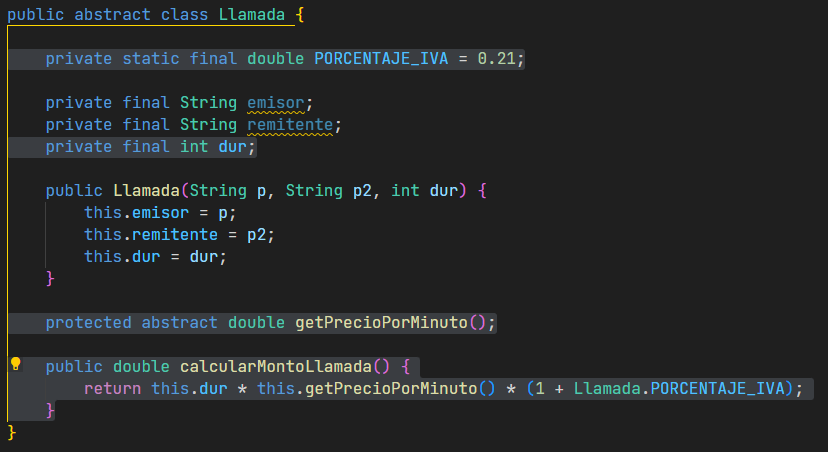 public abstract class Llamada {
private static final double PORCENTAJE_IVA = 0.21;
private final String emisor;
private final String remitente;
private final int dur;
public Llamada(String p, String p2, int dur) {
this.emisor = p;
this.remitente = p2;
this.dur = dur;
}
protected abstract double getPrecioPorMinuto();
public double calcularMontoLlamada() {
return this.dur * this.getPrecioPorMinuto() * (1 + Llamada.PORCENTAJE_IVA);
}
}